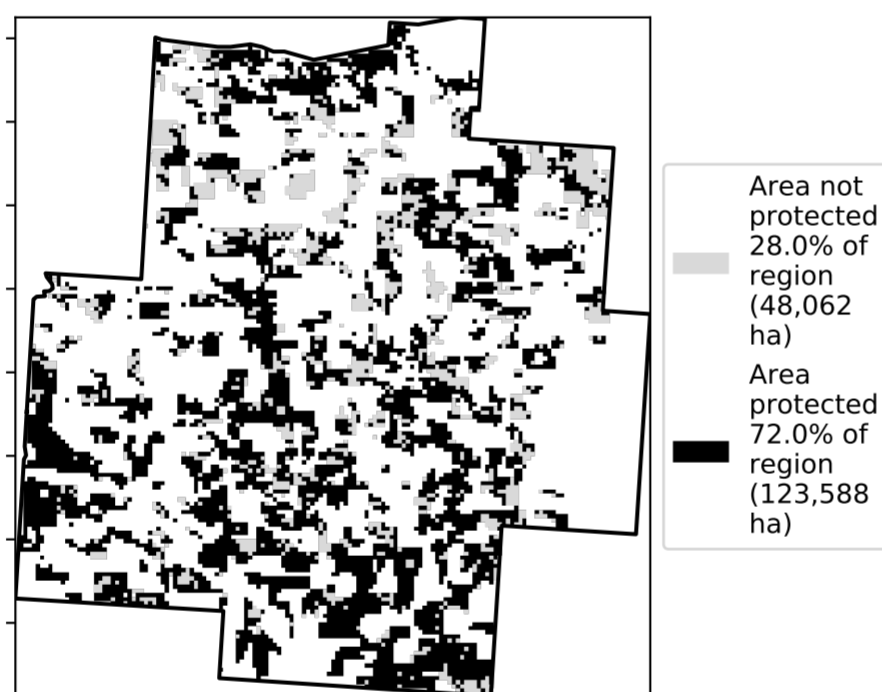 Area not
protected
28.0% of
region
(48,062
ha)
Area
protected
72.0% of
region
(123,588
ha)